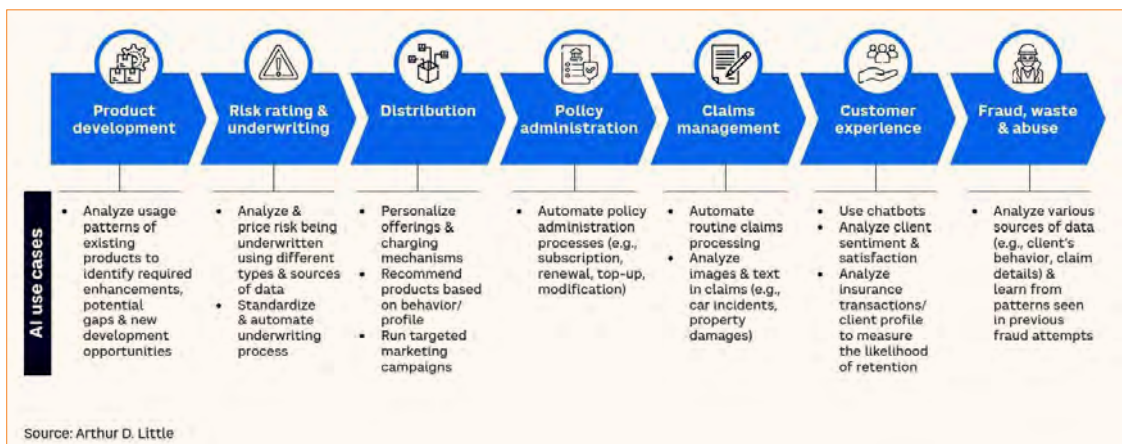 Product
development
Risk rating &
underwriting
Distribution
Policy
administration
Claims
management
Customer
experience
Fraud, waste
& abuse
AI use cases
• Analyze usage
patterns of
existing
products to
identify required
enhancements,
potential
gaps & new
development
opportunities
• Analyze &
price risk being
underwritten
using different
types & sources
of data
• Standardize
& automate
underwriting
process
• Personalize
offerings &
charging
mechanisms
• Recommend
products based
on behavior/
profile
• Run targeted
marketing
campaigns
• Automate policy
administration
processes (e.g.,
subscription,
renewal, top-up,
modification)
• Automate
routine claims
processing
• Analyze
images & text
in claims (e.g.,
car incidents,
property
damages)
• Use chatbots
• Analyze client
sentiment &
satisfaction
• Analyze
insurance
transactions/
client profile
to measure
the likelihood
of retention
• Analyze various
sources of data
(e.g., client's
behavior, claim
details) &
learn from
patterns seen
in previous
fraud attempts
Source: Arthur D. Little